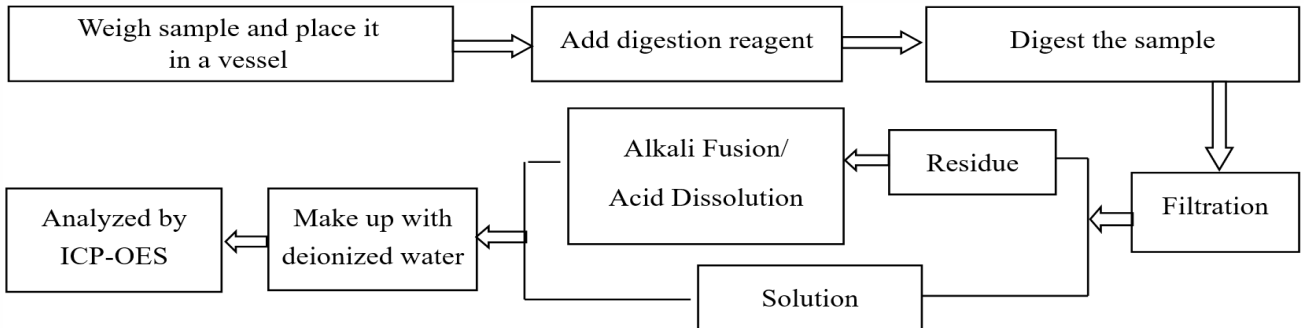 Weigh sample and place it
in a vessel
Add digestion reagent
Digest the sample
Filtration
Residue
Alkali Fusion/
Acid Dissolution
Solution
Make up with
deionized water
Analyzed by
ICP-OES